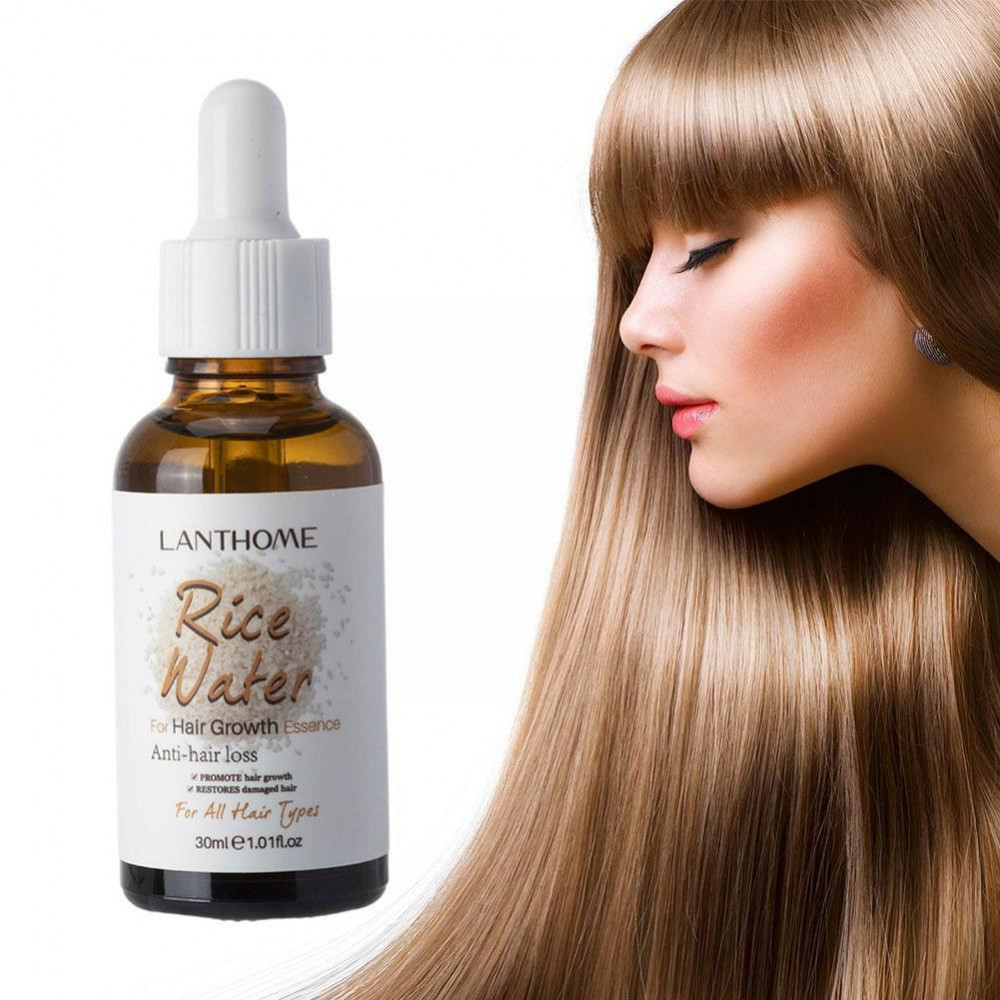 LANTHOME
Rice
Water
For Hair Growth Essence
Anti-hair loss
PROMOTE hair growth
RESTORES damaged hair
For All Hair Types
30ml ℮ 1.01fl.oz